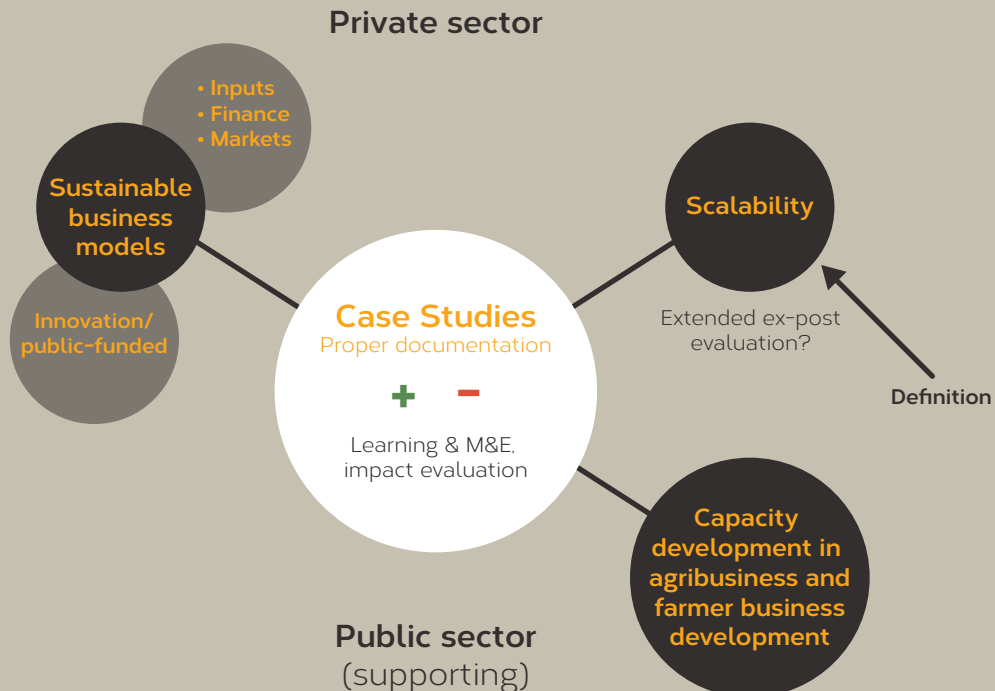 Private sector
• Inputs
• Finance
• Markets
Sustainable
business
models
Innovation/
public-funded
Case Studies
Proper documentation
+ −
Learning & M&E,
impact evaluation
Scalability
Extended ex-post
evaluation?
Definition
Capacity
development in
agribusiness and
farmer business
development
Public sector
(supporting)